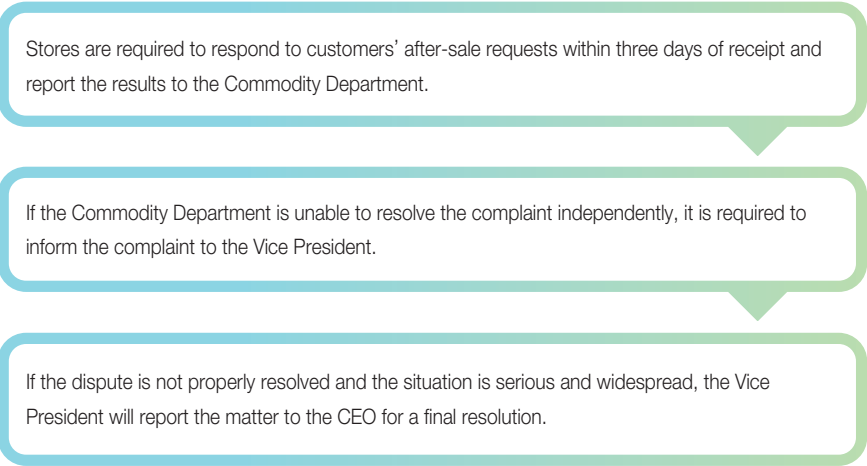 Stores are required to respond to customers’ after-sale requests within three days of receipt and
report the results to the Commodity Department.
If the Commodity Department is unable to resolve the complaint independently, it is required to
inform the complaint to the Vice President.
If the dispute is not properly resolved and the situation is serious and widespread, the Vice
President will report the matter to the CEO for a final resolution.